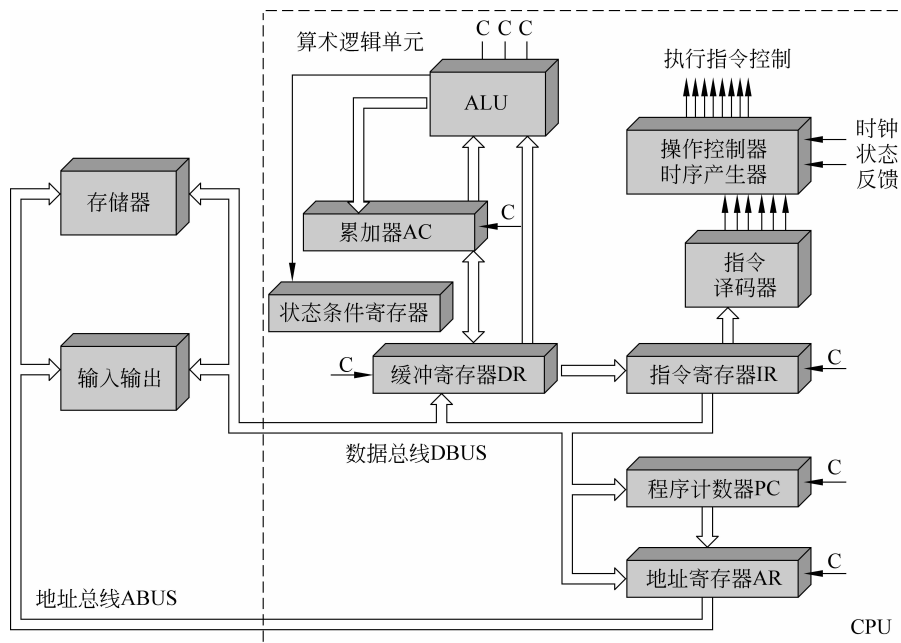 算术逻辑单元
C C C
执行指令控制
ALU
时钟
状态
反馈
操作控制器
时序产生器
存储器
累加器AC
C
指令
译码器
状态条件寄存器
输入输出
C
缓冲寄存器DR
指令寄存器IR
C
数据总线DBUS
程序计数器PC
C
地址寄存器AR
C
地址总线ABUS
CPU